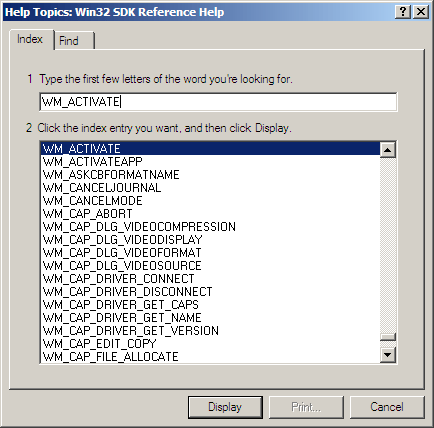 Help Topics: Win32 SDK Reference Help
Index Find
1 Type the first few letters of the word you're looking for.
WM_ACTIVATE
2 Click the index entry you want, and then click Display.
WM_ACTIVATE
WM_ACTIVATEAPP
WM_ASKCBFORMATNAME
WM_CANCELJOURNAL
WM_CANCELMODE
WM_CAP_ABORT
WM_CAP_DLG_VIDEOCOMPRESSION
WM_CAP_DLG_VIDEODISPLAY
WM_CAP_DLG_VIDEOFORMAT
WM_CAP_DLG_VIDEOSOURCE
WM_CAP_DRIVER_CONNECT
WM_CAP_DRIVER_DISCONNECT
WM_CAP_DRIVER_GET_CAPS
WM_CAP_DRIVER_GET_NAME
WM_CAP_DRIVER_GET_VERSION
WM_CAP_EDIT_COPY
WM_CAP_FILE_ALLOCATE
Display Print... Cancel